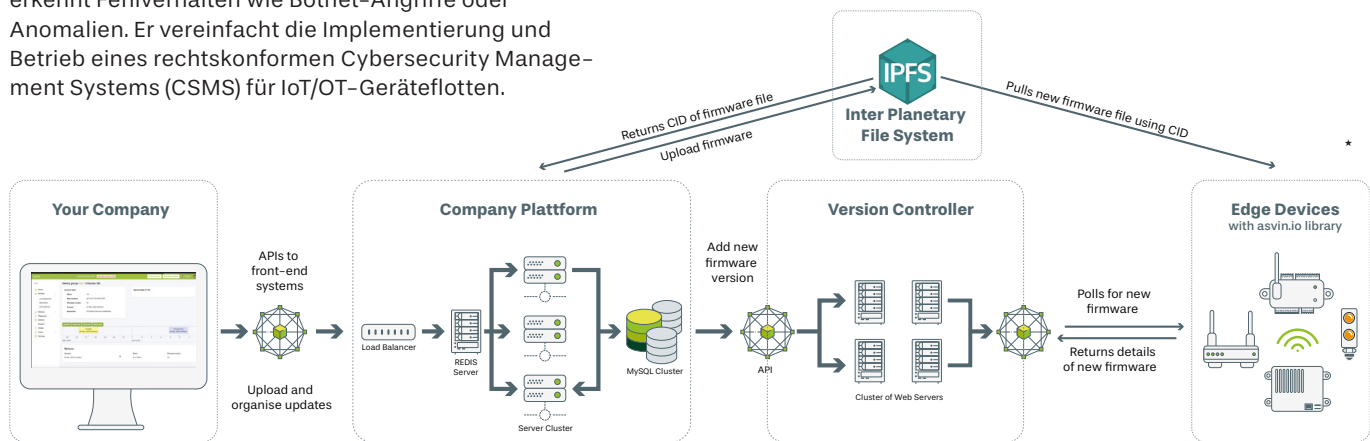 erkennt Fehlverhalten wie Botnet-Angriffe oder
Anomalien. Er vereinfacht die Implementierung und
Betrieb eines rechtskonformen Cybersecurity Manage-
ment Systems (CSMS) für IoT/OT-Geräteflotten.
IPFS
Inter Planetary
File System
Returns CID of firmware file
Upload firmware
Pulls new firmware file using CID
Your Company
APIs to
front-end
systems
Upload and
organise updates
Company Plattform
Load Balancer
REDIS
Server
Server Cluster
MySQL Cluster
Add new
firmware
version
API
Version Controller
Cluster of Web Servers
Polls for new
firmware
Returns details
of new firmware
Edge Devices
with asvin.io library